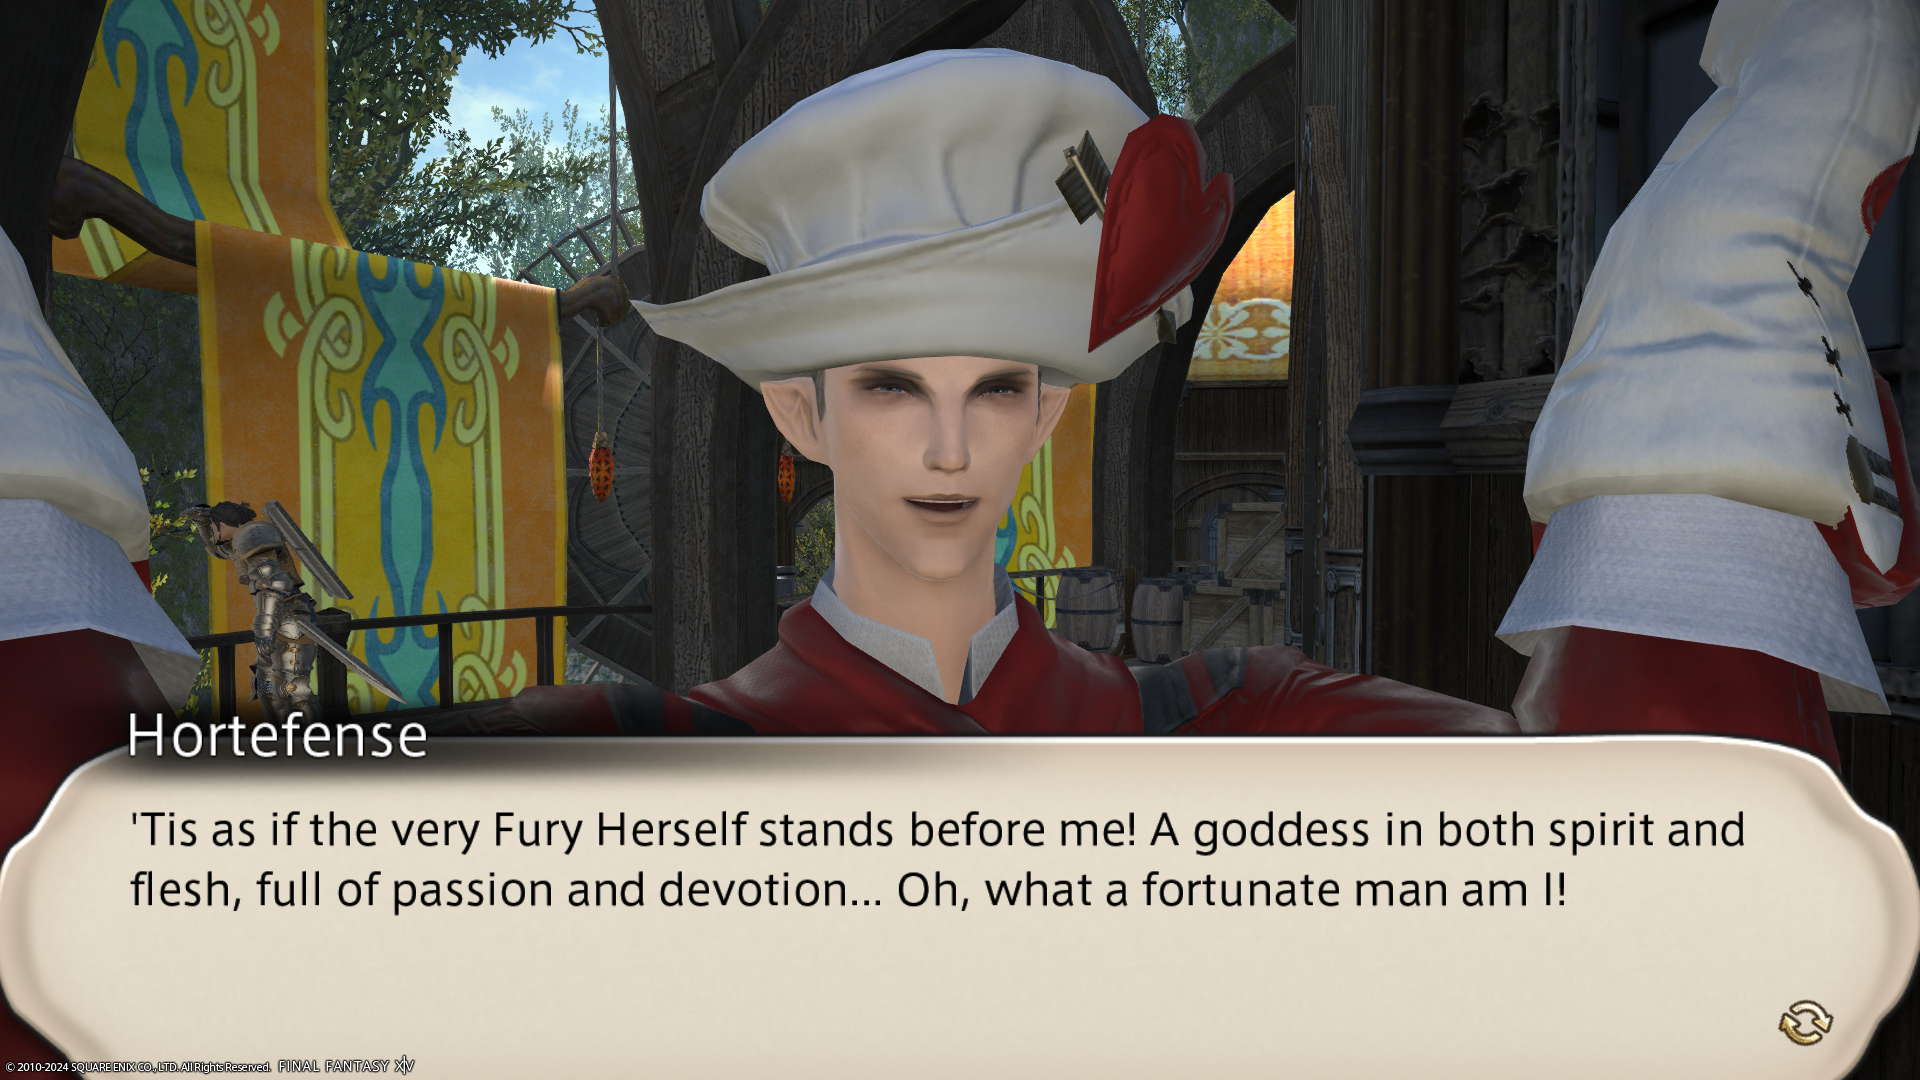 Hortefense
'Tis as if the very Fury Herself stands before me! A goddess in both spirit and
flesh, full of passion and devotion... Oh, what a fortunate man am I!
© 2010-2024 SQUARE ENIX CO., LTD. All Rights Reserved. FINAL FANTASY XIV